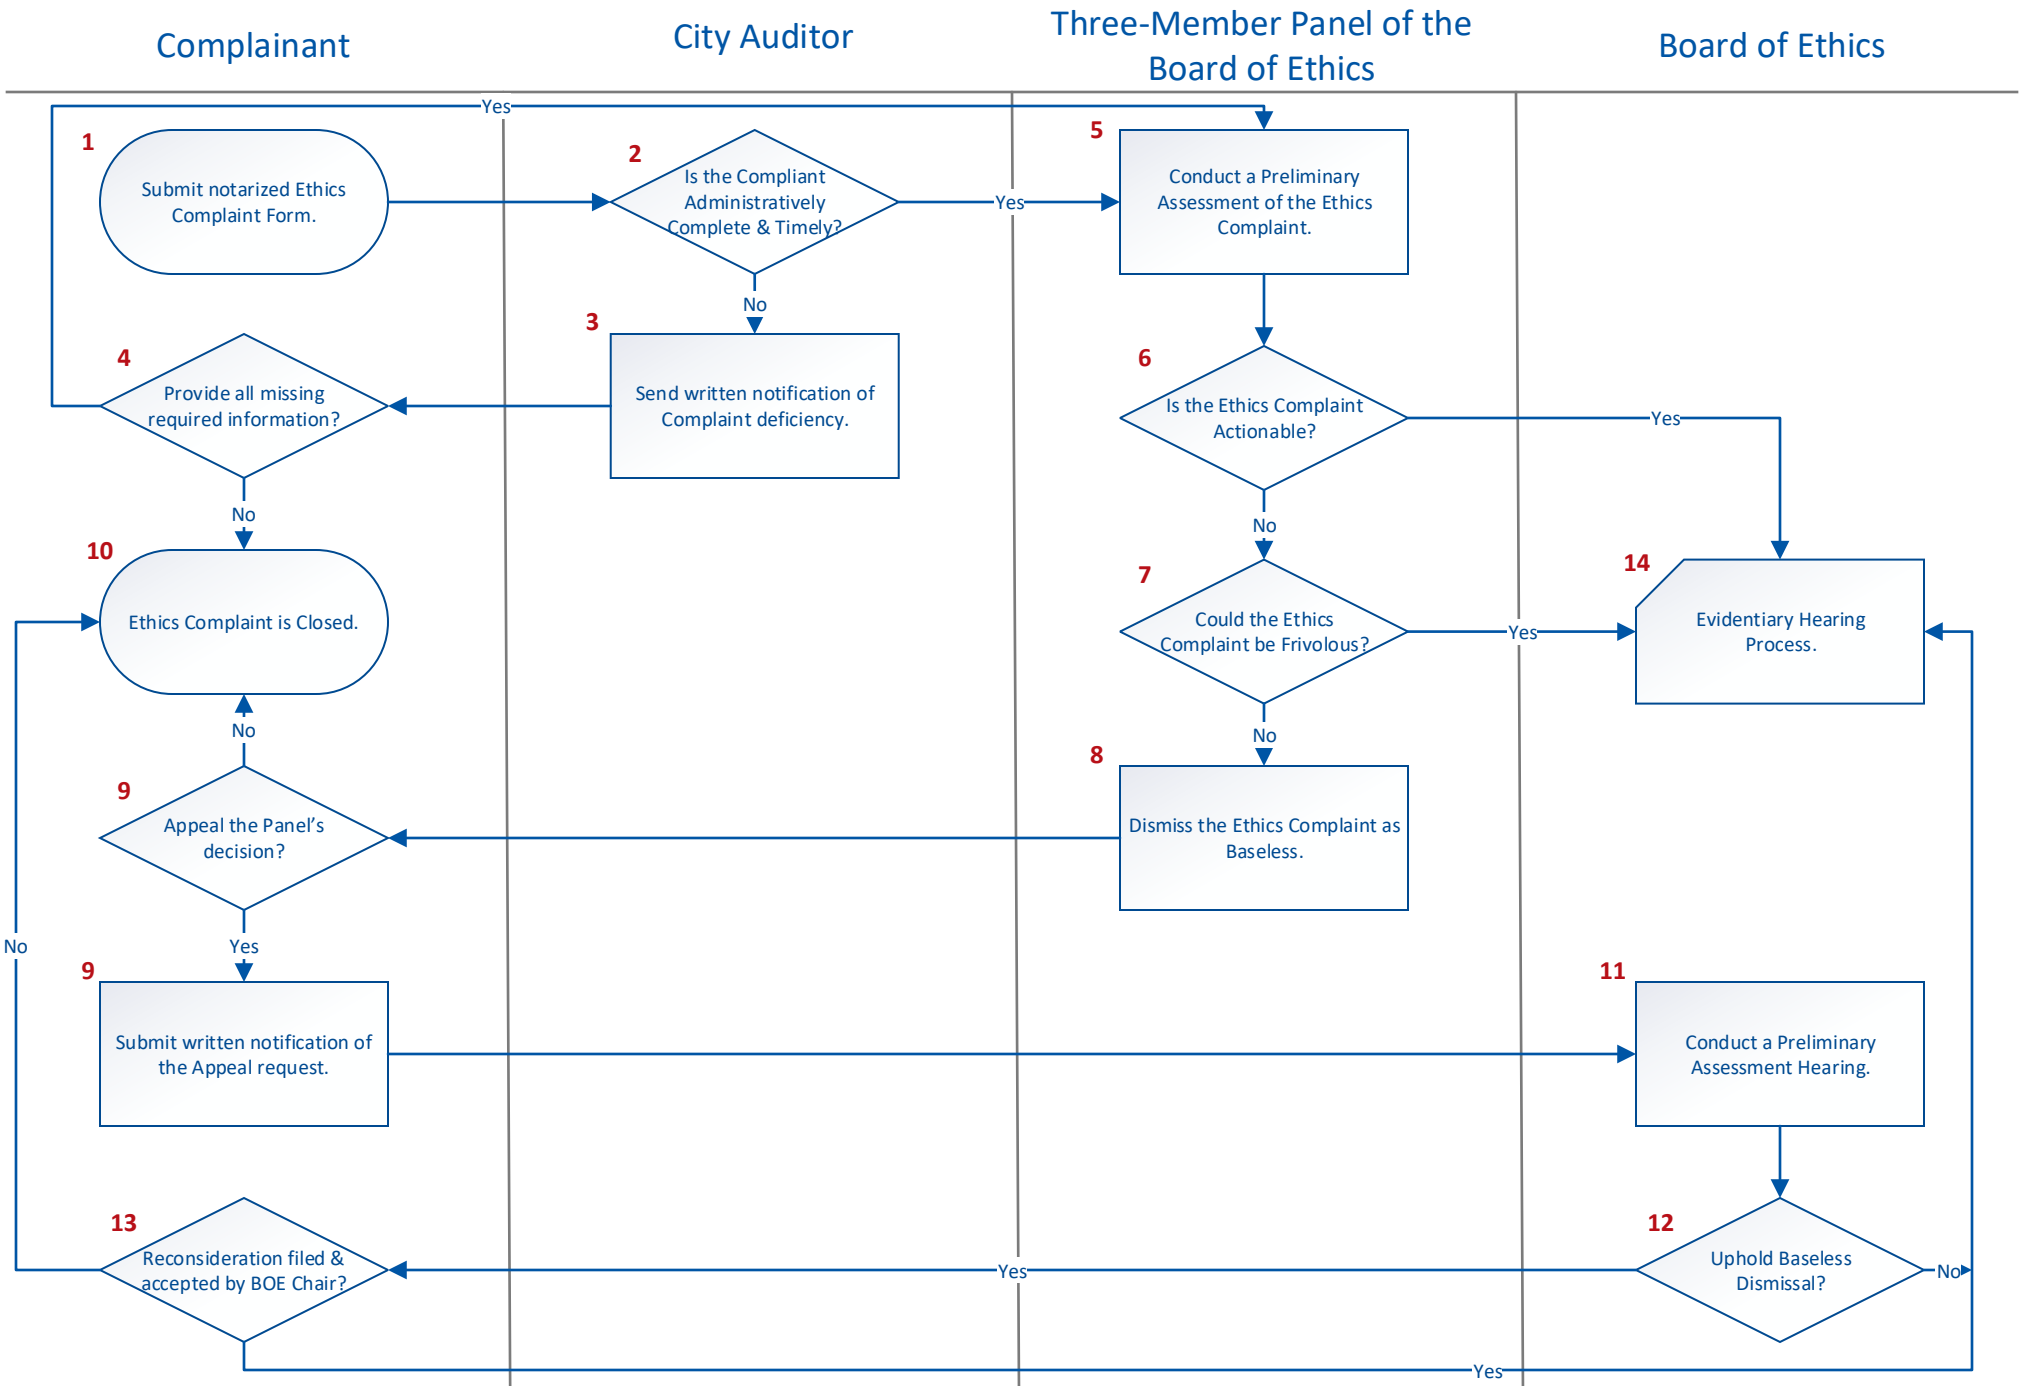 Complainant
City Auditor
Three-Member Panel of the
Board of Ethics
Board of Ethics
Yes
1
Submit notarized Ethics
Complaint Form.
2
Is the Compliant
Administratively
Complete & Timely?
Yes
5
Conduct a Preliminary
Assessment of the Ethics
Complaint.
No
4
Provide all missing
required information?
3
Send written notification of
Complaint deficiency.
6
Is the Ethics Complaint
Actionable?
Yes
No
No
10
Ethics Complaint is Closed.
7
Could the Ethics
Complaint be Frivolous?
Yes
14
Evidentiary Hearing
Process.
No
No
9
Appeal the Panel’s
decision?
8
Dismiss the Ethics Complaint as
Baseless.
No
Yes
9
Submit written notification of
the Appeal request.
11
Conduct a Preliminary
Assessment Hearing.
13
Reconsideration filed &
accepted by BOE Chair?
Yes
12
Uphold Baseless
Dismissal?
No
Yes